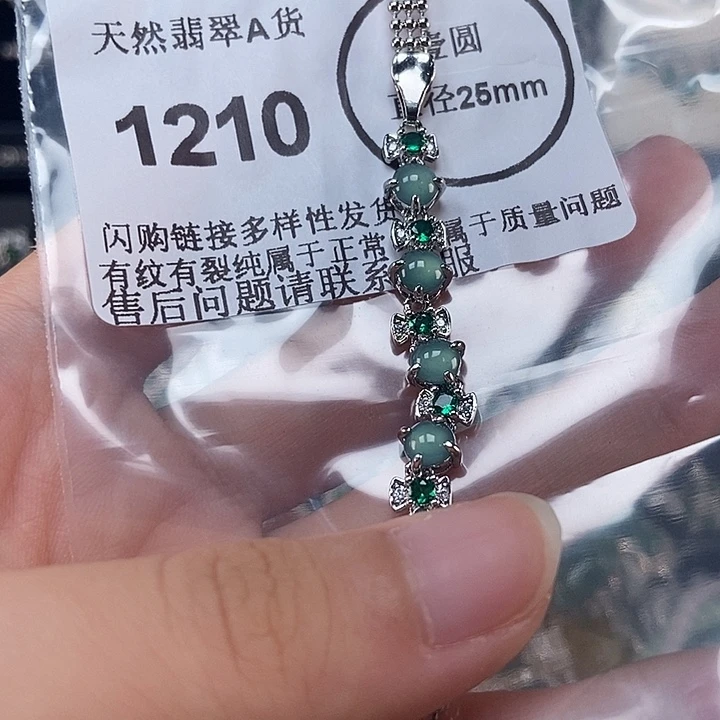 天然翡翠A货
壹圆
直径25mm
1210
闪购链接多样性发货
有纹有裂纯属于正常 属于质量问题
售后问题请联系 服